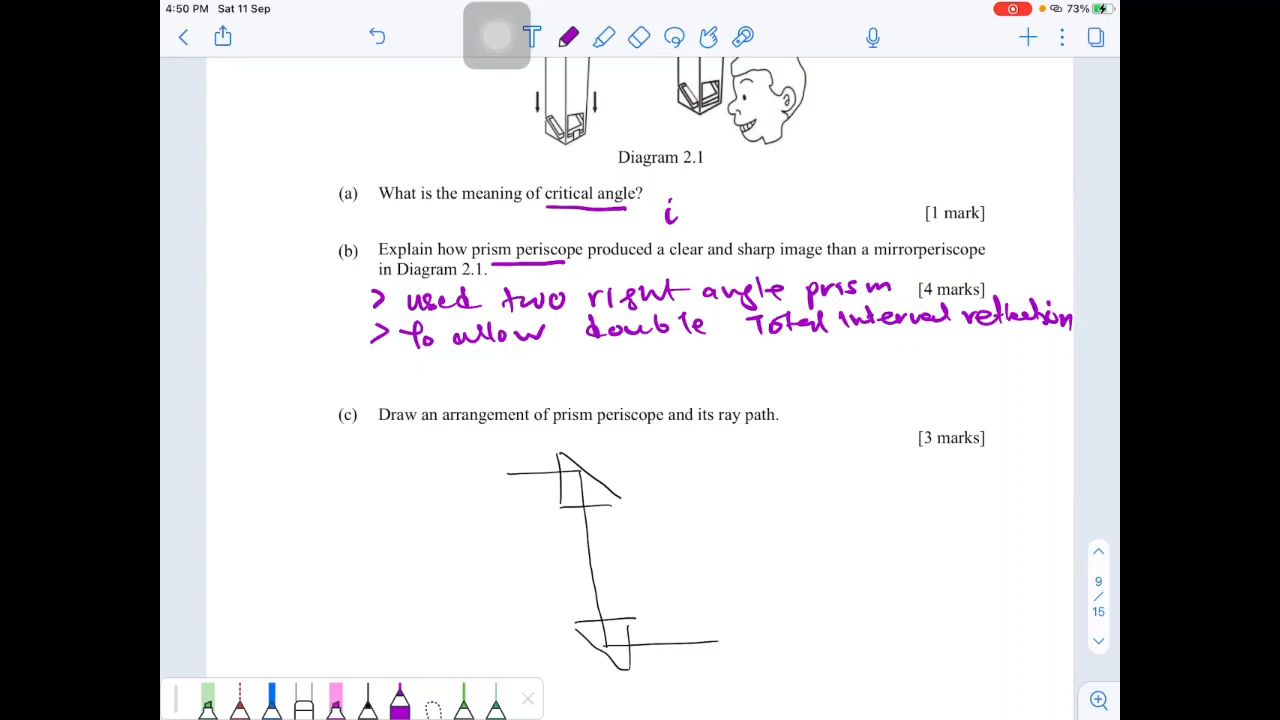 4:50 PM Sat 11 Sep
73%
T
Diagram 2.1
(a) What is the meaning of critical angle?
i
[1 mark]
(b) Explain how prism periscope produced a clear and sharp image than a mirrorperiscope
in Diagram 2.1.
[4 marks]
> used two right angle prism
> to allow double Total interval reflection
(c) Draw an arrangement of prism periscope and its ray path.
[3 marks]
9
/
15